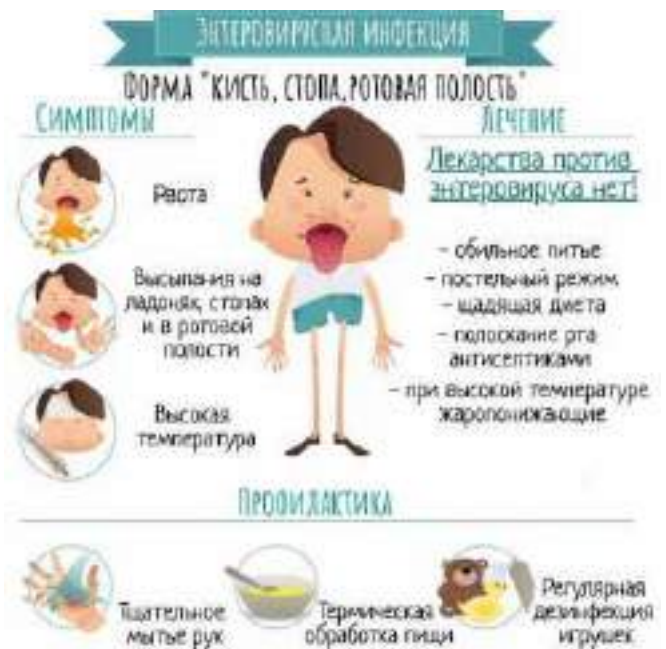 ЭНТЕРОВИРУСНАЯ ИНФЕКЦИЯ
ФОРМА "КИСТЬ, СТОПА, РОТОВАЯ ПОЛОСТЬ"
СИМПТОМЫ
Рвота
Высыпания на
ладонях, стопах
и в ротовой
полости
Высокая
температура
ЛЕЧЕНИЕ
Лекарства против
энтеровируса нет!
- обильное питье
- постельный режим
- щадящая диета
- полоскание рта
антисептиками
- при высокой температуре
жаропонижающие
ПРОФИЛАКТИКА
Тщательное
мытье рук
Термическая
обработка пищи
Регулярная
дезинфекция
игрушек